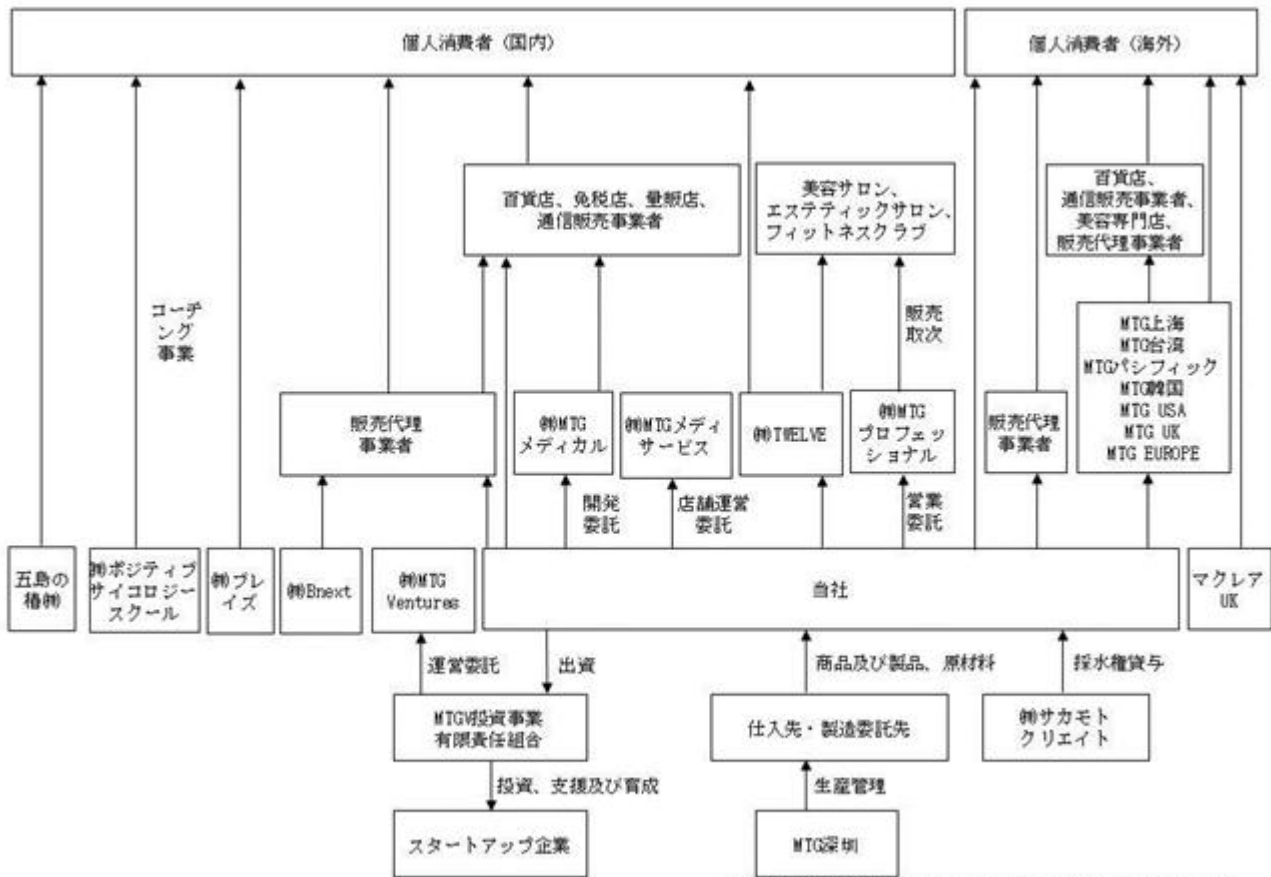 個人消費者（国内）
個人消費者（海外）
百貨店、免税店、量販店、
通信販売事業者
美容サロン、
エステティックサロン、
フィットネスクラブ
百貨店、
通信販売事業者、
美容専門店、
販売代理事業者
コーチ
ング
事業
販売
取次
MTG上海
MTG台湾
MTGパシフィック
MTG韓国
MTG USA
MTG UK
MTG EUROPE
販売代理
事業者
㈱MTG
メディカル
㈱MTGメディ
サービス
㈱TWELVE
㈱MTG
プロフェッ
ショナル
販売代理
事業者
開発
委託
店舗運営
委託
営業
委託
五島の
椿㈱
㈱ポジティブ
サイコロジー
スクール
㈱ブレ
イズ
㈱Bnext
㈱MTG
Ventures
当社
マクレア
UK
運営委託
出資
商品及び製品、原材料
採水権貸与
MTGV投資事業
有限責任組合
仕入先・製造委託先
㈱サカモト
クリエイト
投資、支援及び育成
生産管理
スタートアップ企業
MTG深圳